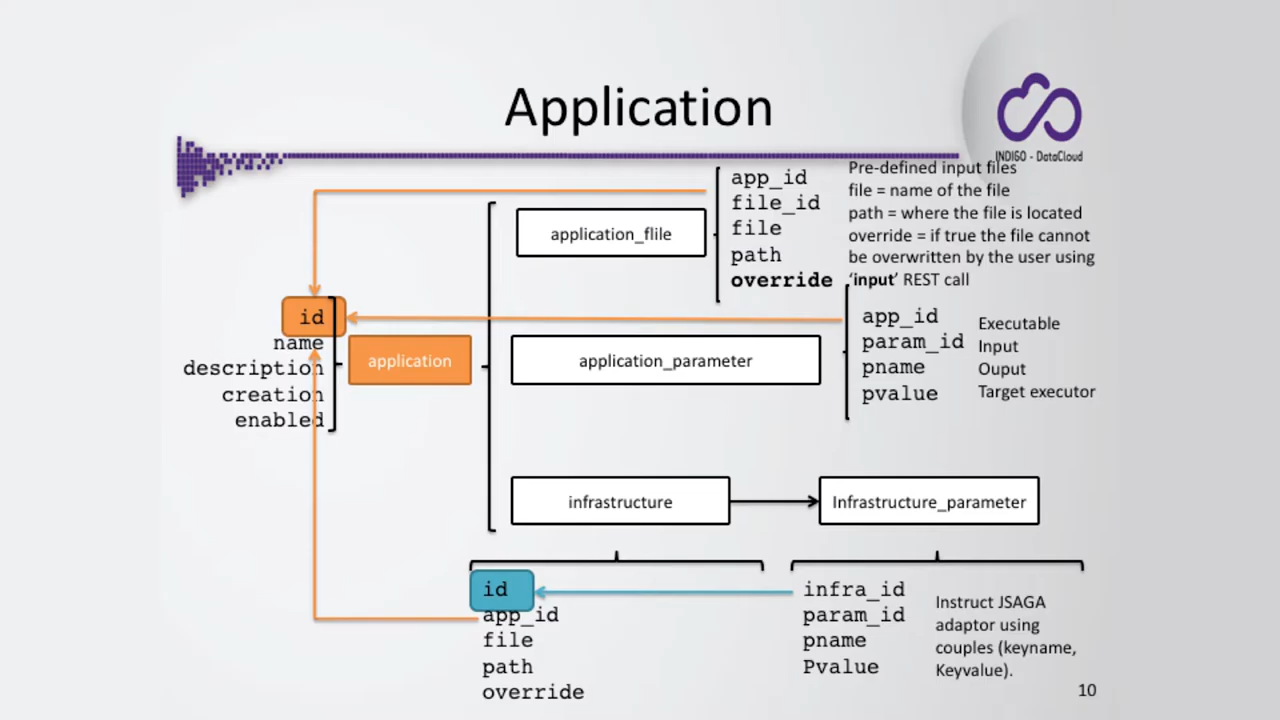 Application
INDIGO - DataCloud
app_id
file_id
file
path
override
Pre-defined input files
file = name of the file
path = where the file is located
override = if true the file cannot
be overwritten by the user using
‘input’ REST call
application_flile
id
name
description
creation
enabled
application
application_parameter
app_id
param_id
pname
pvalue
Executable
Input
Ouput
Target executor
infrastructure
Infrastructure_parameter
id
app_id
file
path
override
infra_id
param_id
pname
Pvalue
Instruct JSAGA
adaptor using
couples (keyname,
Keyvalue).
10